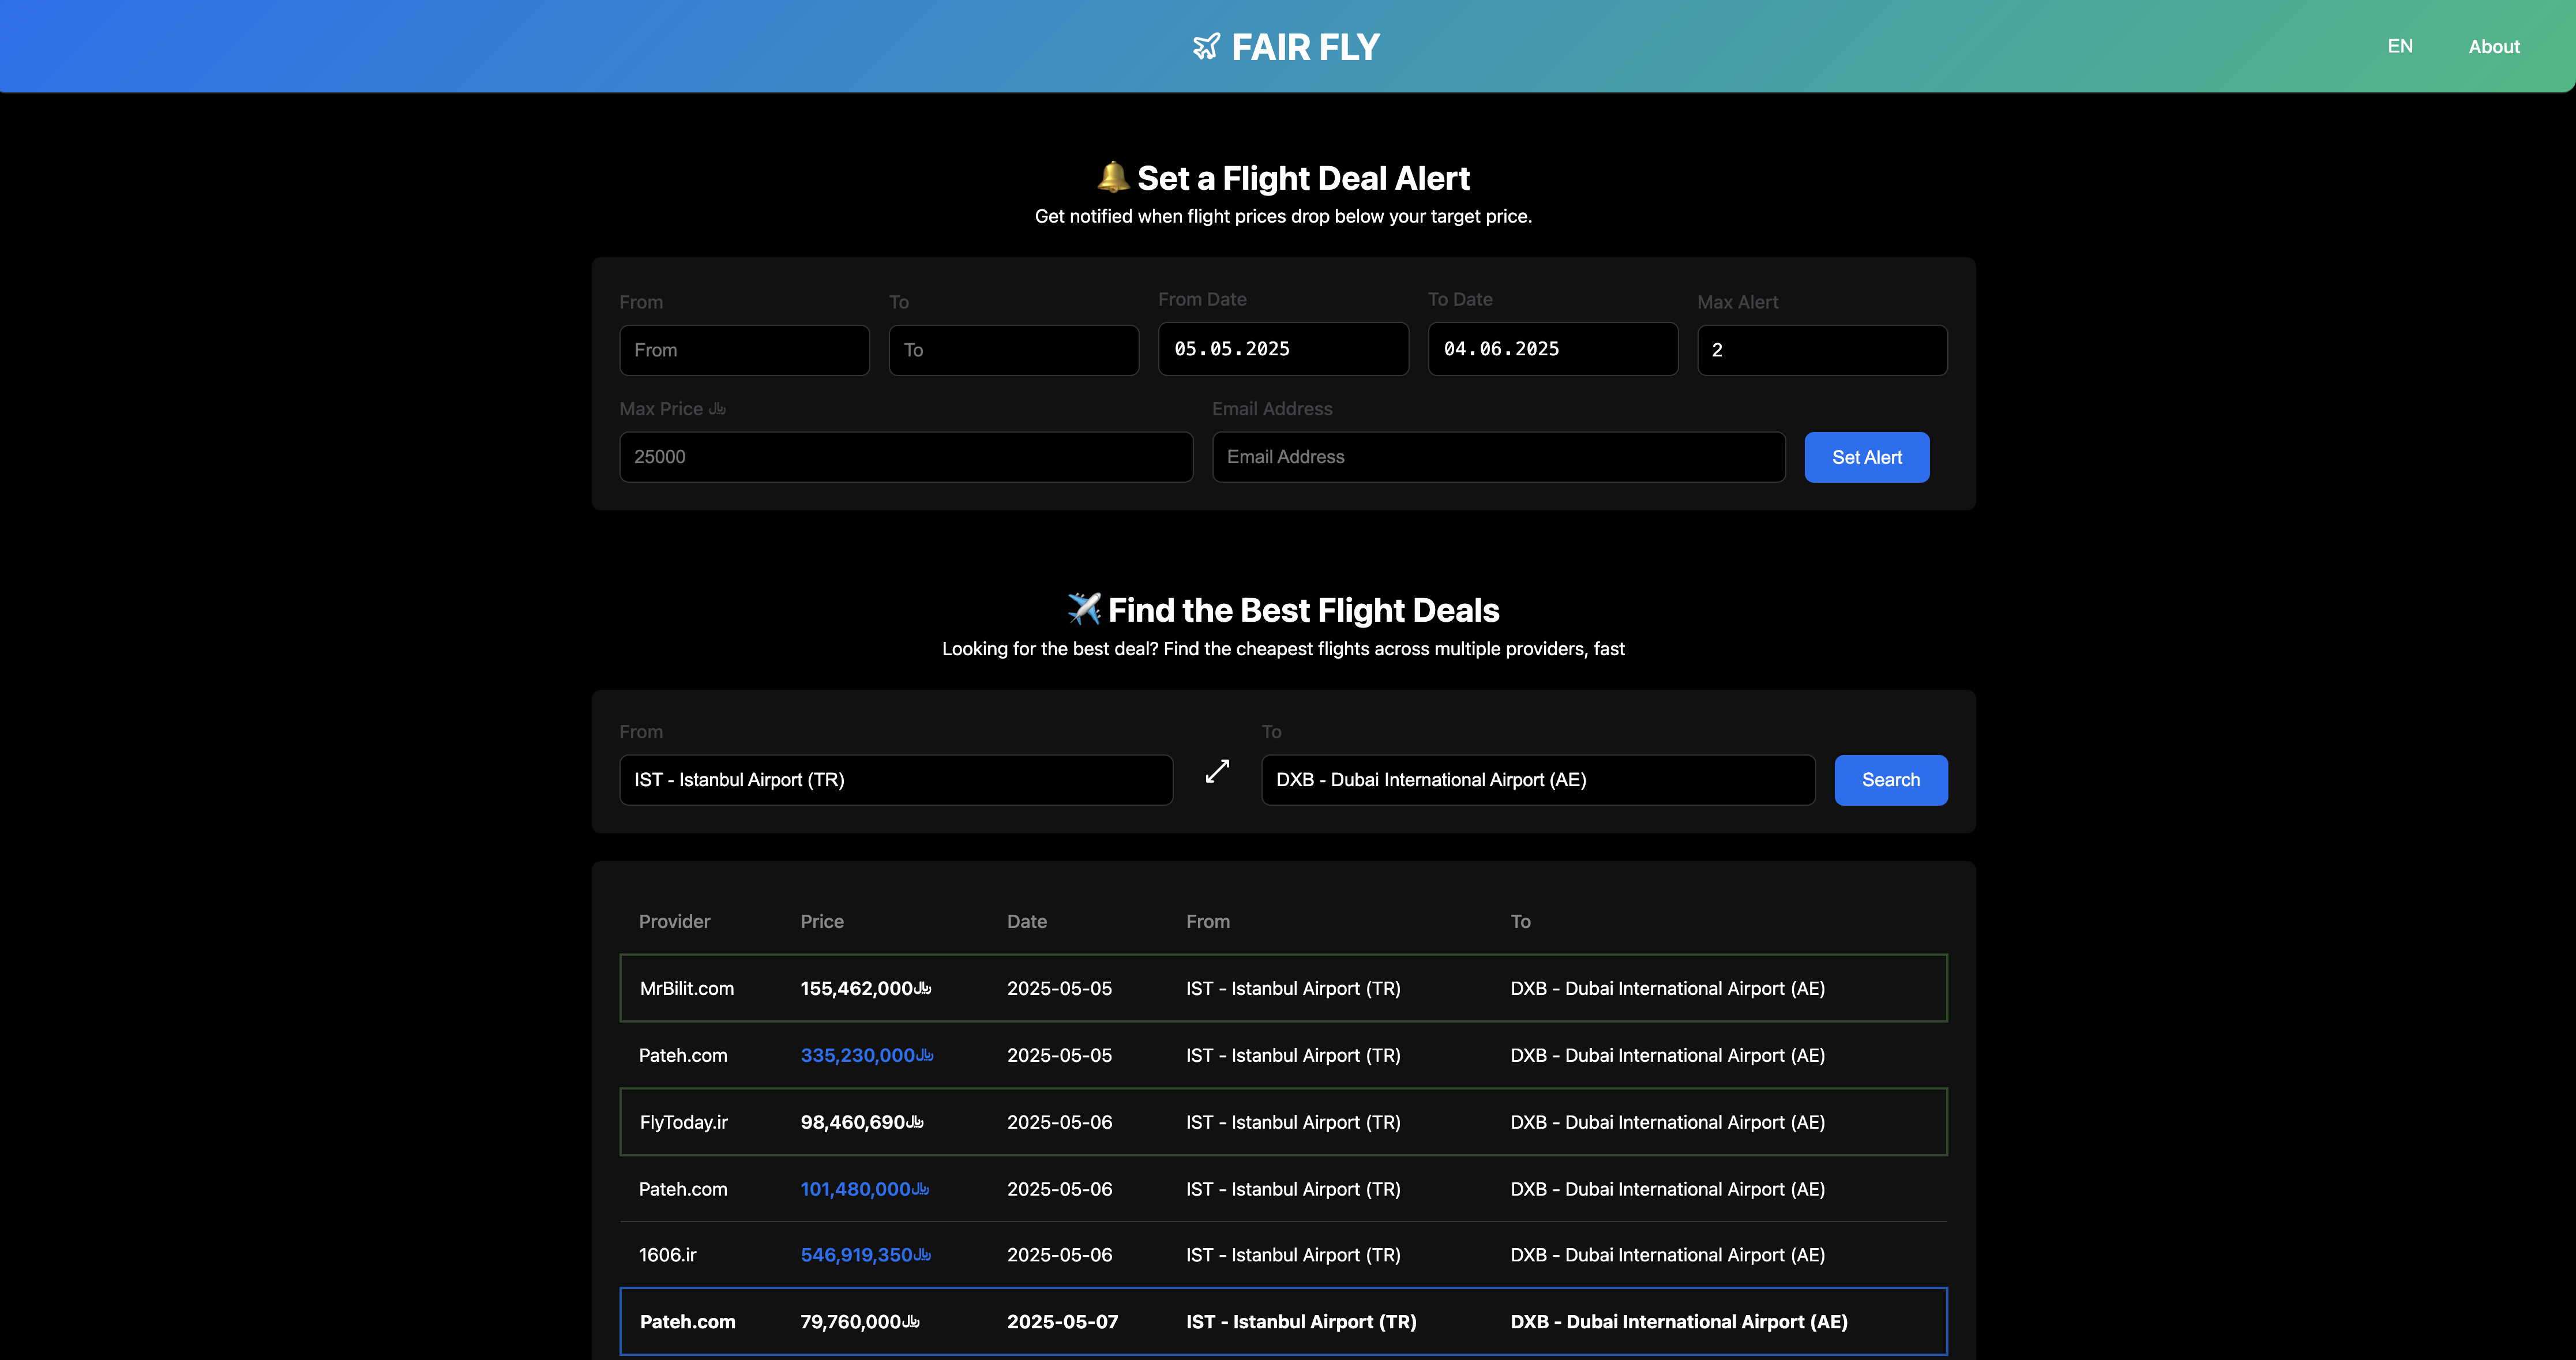 FAIR FLY
EN About
🔔 Set a Flight Deal Alert
Get notified when flight prices drop below your target price.
From To From Date To Date Max Alert
From To 05.05.2025 04.06.2025 2
Max Price ﷼ Email Address
25000 Email Address Set Alert
✈️ Find the Best Flight Deals
Looking for the best deal? Find the cheapest flights across multiple providers, fast
From To
IST - Istanbul Airport (TR) DXB - Dubai International Airport (AE) Search
Provider Price Date From To
MrBilit.com 155,462,000﷼ 2025-05-05 IST - Istanbul Airport (TR) DXB - Dubai International Airport (AE)
Pateh.com 335,230,000﷼ 2025-05-05 IST - Istanbul Airport (TR) DXB - Dubai International Airport (AE)
FlyToday.ir 98,460,690﷼ 2025-05-06 IST - Istanbul Airport (TR) DXB - Dubai International Airport (AE)
Pateh.com 101,480,000﷼ 2025-05-06 IST - Istanbul Airport (TR) DXB - Dubai International Airport (AE)
1606.ir 546,919,350﷼ 2025-05-06 IST - Istanbul Airport (TR) DXB - Dubai International Airport (AE)
Pateh.com 79,760,000﷼ 2025-05-07 IST - Istanbul Airport (TR) DXB - Dubai International Airport (AE)